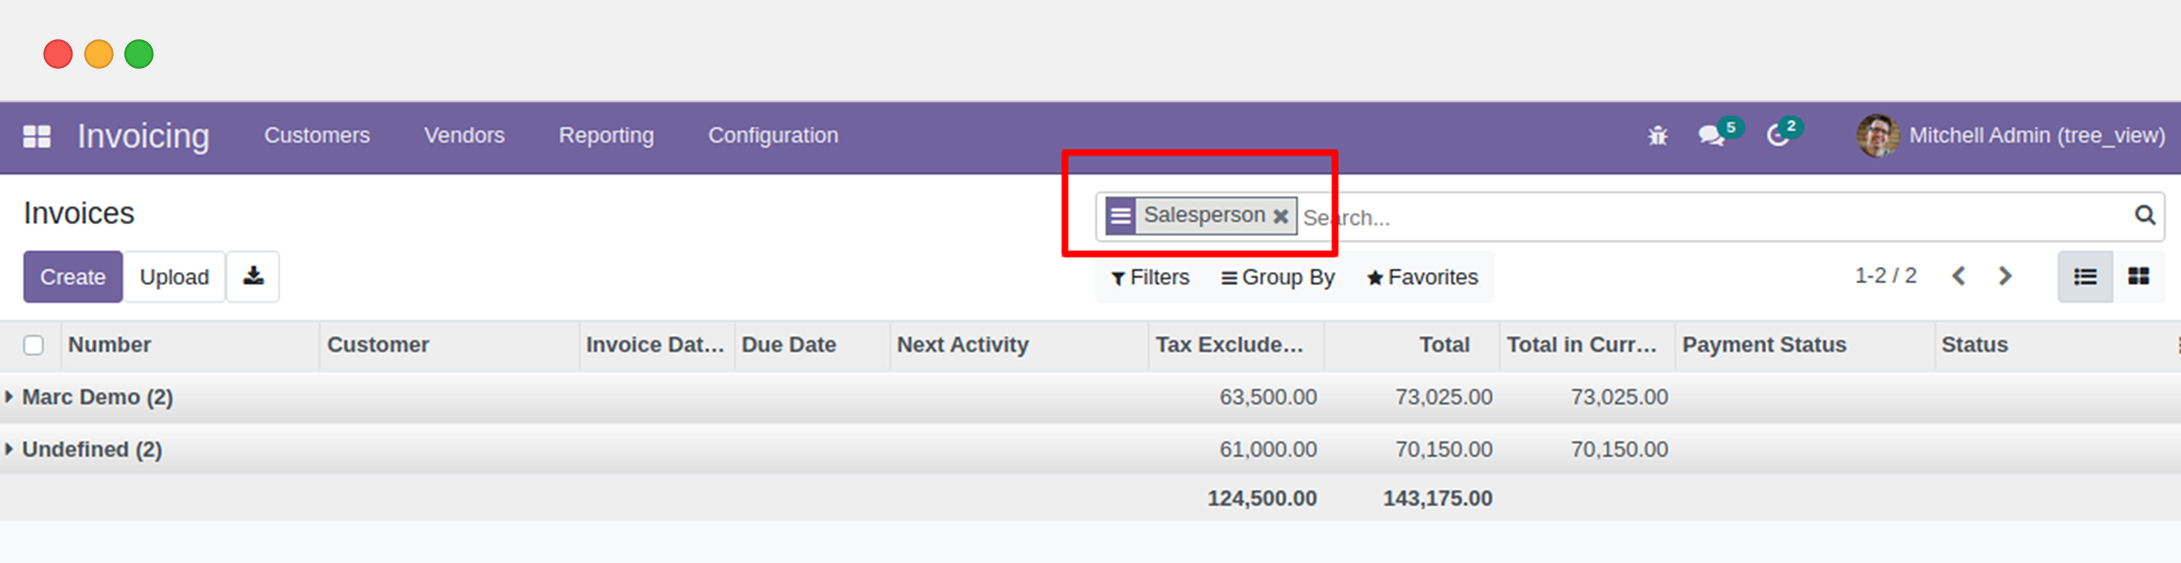 Invoicing Customers Vendors Reporting Configuration 5 2 Mitchell Admin (tree_view)
Invoices Salesperson Search...
Create Upload Filters Group By Favorites 1-2 / 2
Number Customer Invoice Dat... Due Date Next Activity Tax Exclude... Total Total in Curr... Payment Status Status
Marc Demo (2) 63,500.00 73,025.00 73,025.00
Undefined (2) 61,000.00 70,150.00 70,150.00
124,500.00 143,175.00